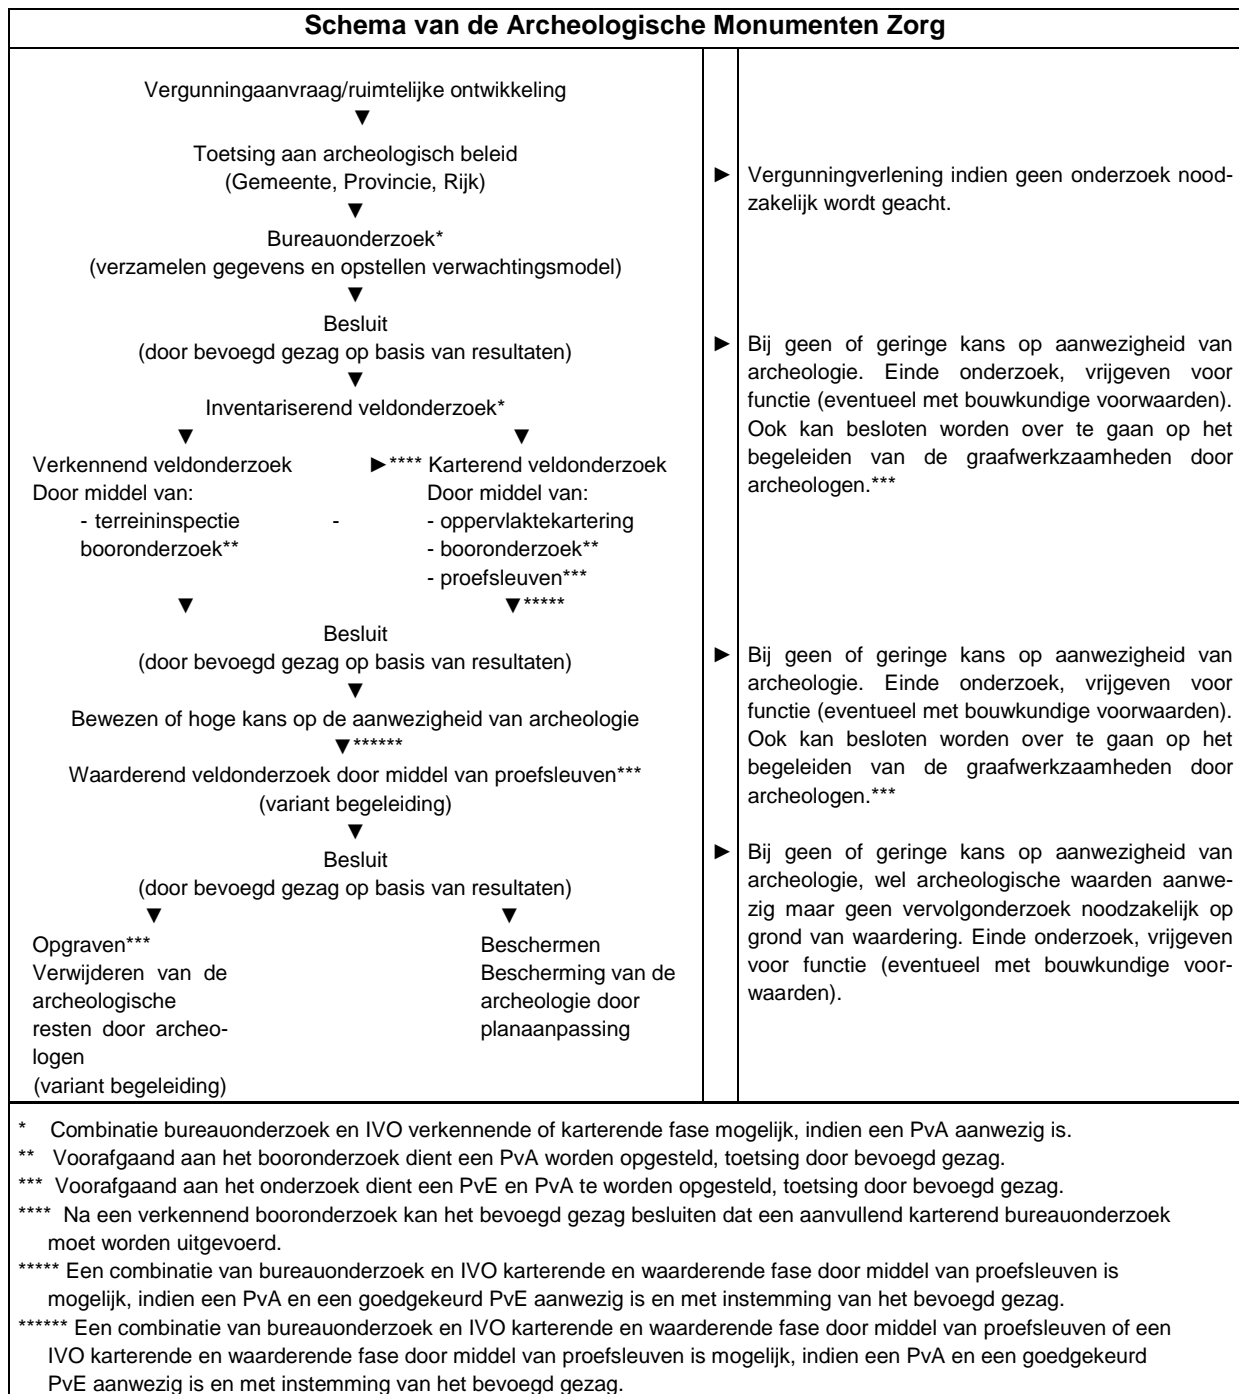 Schema van de Archeologische Monumenten Zorg
Vergunningaanvraag/ruimtelijke ontwikkeling
▼
Toetsing aan archeologisch beleid
(Gemeente, Provincie, Rijk)
▼
Bureauonderzoek*
(verzamelen gegevens en opstellen verwachtingsmodel)
▼
Besluit
(door bevoegd gezag op basis van resultaten)
▼
Inventariserend veldonderzoek*
▼ ▼
Verkennend veldonderzoek ►**** Karterend veldonderzoek
Door middel van: Door middel van:
- terreininspectie - - oppervlaktekartering
booronderzoek** - booronderzoek**
- proefsleuven***
▼ ▼*****
Besluit
(door bevoegd gezag op basis van resultaten)
▼
Bewezen of hoge kans op de aanwezigheid van archeologie
▼******
Waarderend veldonderzoek door middel van proefsleuven***
(variant begeleiding)
▼
Besluit
(door bevoegd gezag op basis van resultaten)
▼ ▼
Opgraven*** Beschermen
Verwijderen van de Bescherming van de
archeologische archeologie door
resten door archeo- planaanpassing
logen
(variant begeleiding)
► Vergunningverlening indien geen onderzoek nood-
zakelijk wordt geacht.
► Bij geen of geringe kans op aanwezigheid van
archeologie. Einde onderzoek, vrijgeven voor
functie (eventueel met bouwkundige voorwaarden).
Ook kan besloten worden over te gaan op het
begeleiden van de graafwerkzaamheden door
archeologen.***
► Bij geen of geringe kans op aanwezigheid van
archeologie. Einde onderzoek, vrijgeven voor
functie (eventueel met bouwkundige voorwaarden).
Ook kan besloten worden over te gaan op het
begeleiden van de graafwerkzaamheden door
archeologen.***
► Bij geen of geringe kans op aanwezigheid van
archeologie, wel archeologische waarden aanwe-
zig maar geen vervolgonderzoek noodzakelijk op
grond van waardering. Einde onderzoek, vrijgeven
voor functie (eventueel met bouwkundige voor-
waarden).
* Combinatie bureauonderzoek en IVO verkennende of karterende fase mogelijk, indien een PvA aanwezig is.
** Voorafgaand aan het booronderzoek dient een PvA worden opgesteld, toetsing door bevoegd gezag.
*** Voorafgaand aan het onderzoek dient een PvE en PvA te worden opgesteld, toetsing door bevoegd gezag.
**** Na een verkennend booronderzoek kan het bevoegd gezag besluiten dat een aanvullend karterend bureauonderzoek
moet worden uitgevoerd.
***** Een combinatie van bureauonderzoek en IVO karterende en waarderende fase door middel van proefsleuven is
mogelijk, indien een PvA en een goedgekeurd PvE aanwezig is en met instemming van het bevoegd gezag.
****** Een combinatie van bureauonderzoek en IVO karterende en waarderende fase door middel van proefsleuven of een
IVO karterende en waarderende fase door middel van proefsleuven is mogelijk, indien een PvA en een goedgekeurd
PvE aanwezig is en met instemming van het bevoegd gezag.